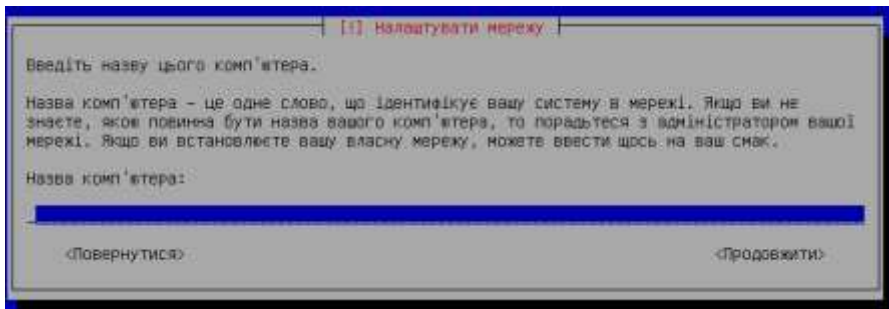 [!] Налаштувати мережу
Введіть назву цього комп'ютера.
Назва комп'ютера – це одне слово, що ідентифікує вашу систему в мережі. Якщо ви не
знаєте, якою повинна бути назва вашого комп'ютера, то порадьтеся з адміністратором вашої
мережі. Якщо ви встановлюєте вашу власну мережу, можете ввести щось на ваш смак.
Назва комп'ютера:
<Повернутися>
<Продовжити>